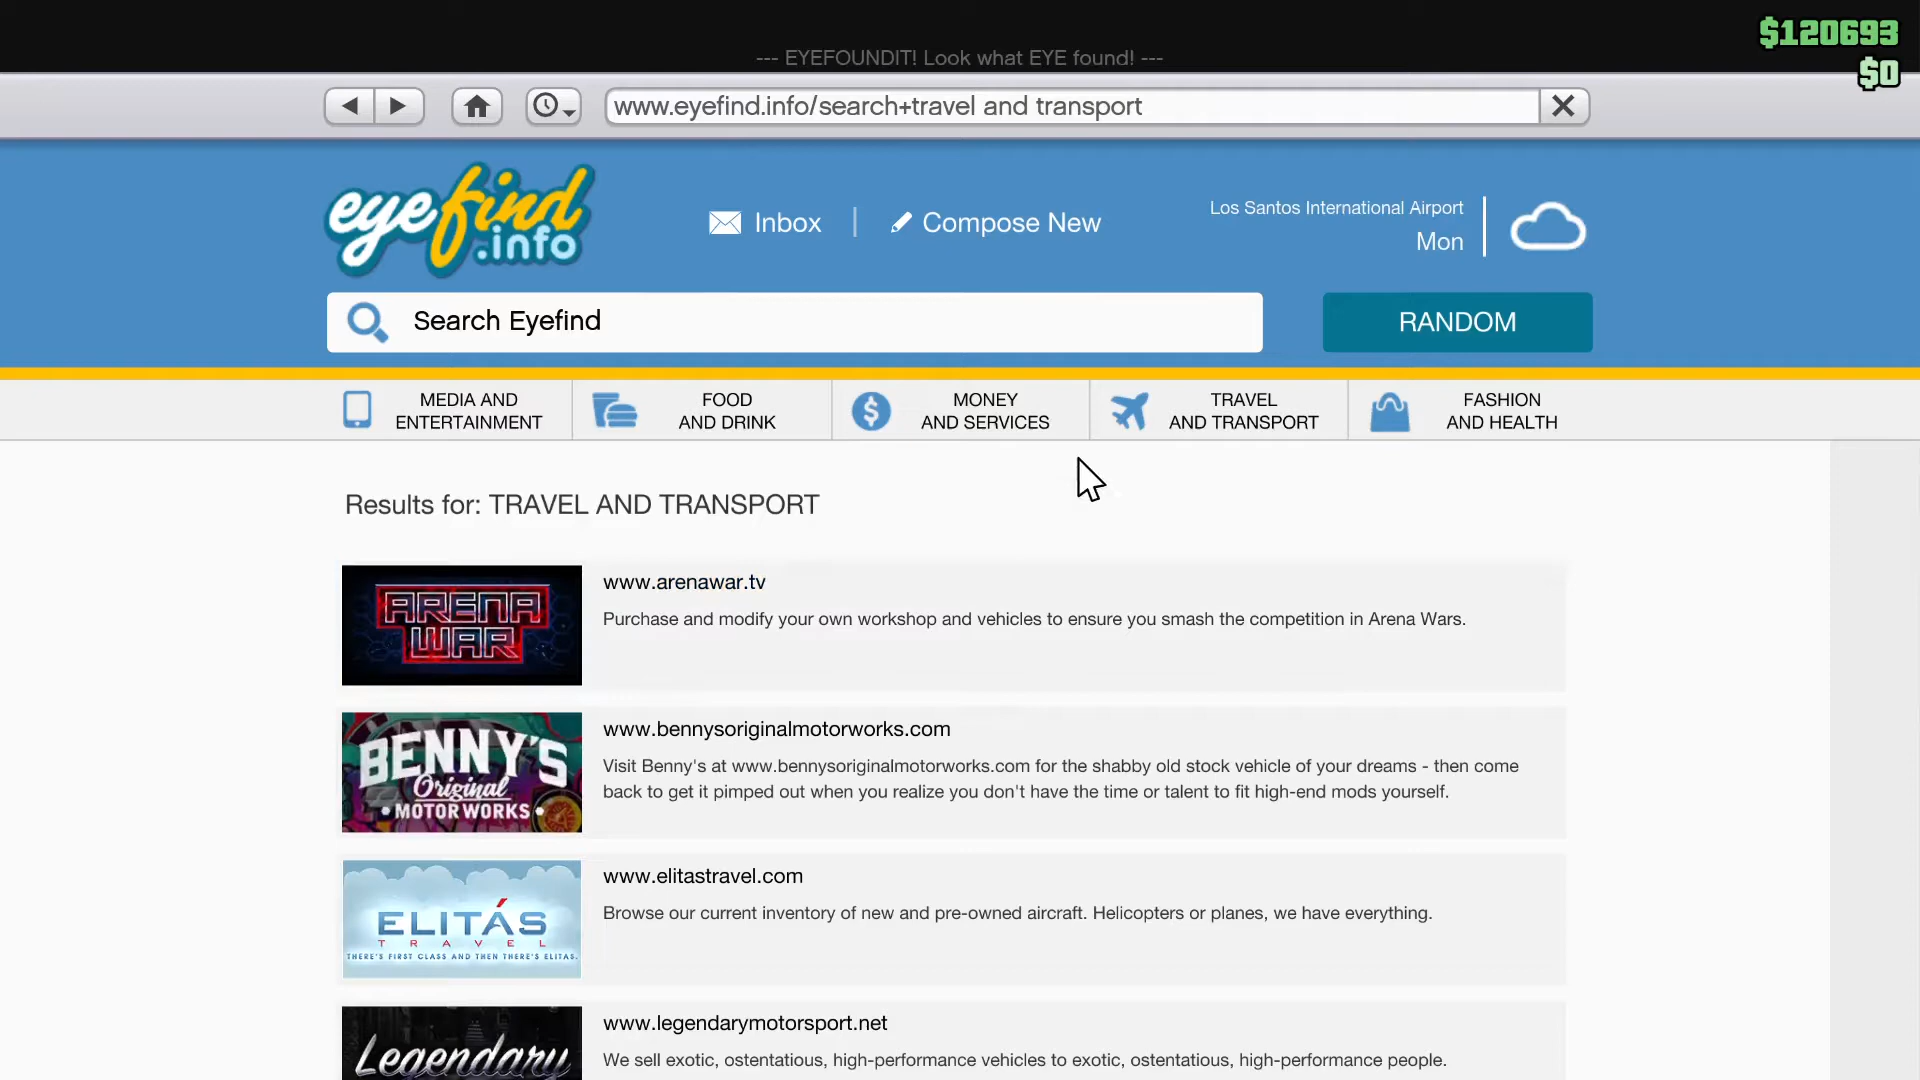 $120693
--- EYEFOUNDIT! Look what EYE found! ---
$0
www.eyefind.info/search+travel and transport
eyefind
.info
Inbox
Compose New
Los Santos International Airport
Mon
Search Eyefind
RANDOM
MEDIA AND
ENTERTAINMENT
FOOD
AND DRINK
MONEY
AND SERVICES
TRAVEL
AND TRANSPORT
FASHION
AND HEALTH
Results for: TRAVEL AND TRANSPORT
ARENA
WAR
www.arenawar.tv
Purchase and modify your own workshop and vehicles to ensure you smash the competition in Arena Wars.
BENNY'S
Original
• MOTOR WORKS •
www.bennysoriginalmotorworks.com
Visit Benny's at www.bennysoriginalmotorworks.com for the shabby old stock vehicle of your dreams - then come
back to get it pimped out when you realize you don't have the time or talent to fit high-end mods yourself.
ELITÁS
TRAVEL
THERE'S FIRST CLASS AND THEN THERE'S ELITAS.
www.elitastravel.com
Browse our current inventory of new and pre-owned aircraft. Helicopters or planes, we have everything.
Legendary
www.legendarymotorsport.net
We sell exotic, ostentatious, high-performance vehicles to exotic, ostentatious, high-performance people.